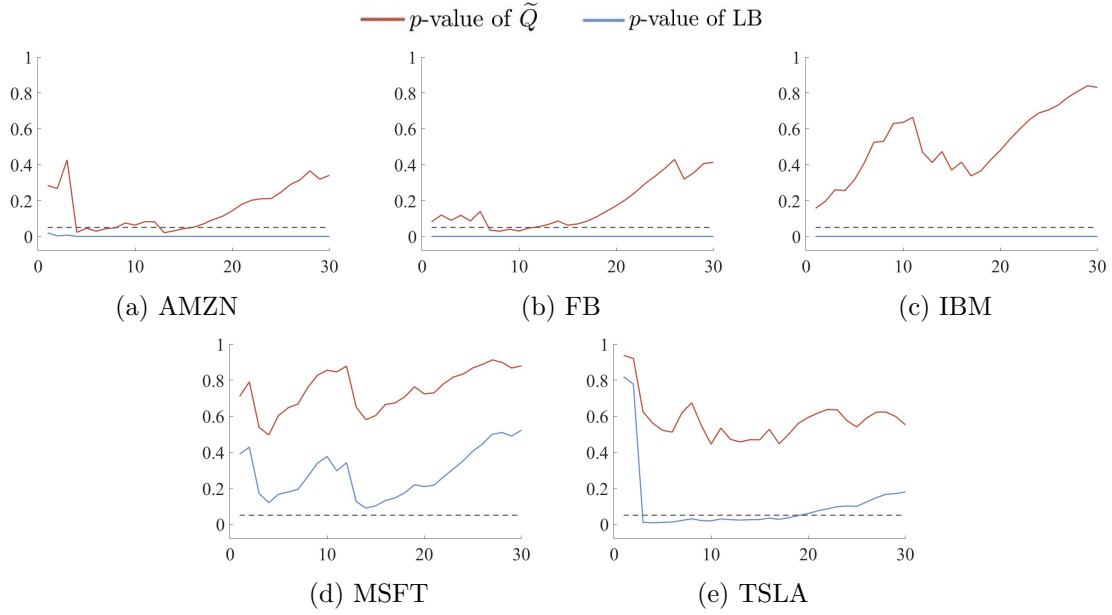 p-value of Q̃ p-value of LB
1 1 1
0.8 0.8 0.8
0.6 0.6 0.6
0.4 0.4 0.4
0.2 0.2 0.2
0 0 0
0 10 20 30 0 10 20 30 0 10 20 30
(a) AMZN (b) FB (c) IBM
1 1
0.8 0.8
0.6 0.6
0.4 0.4
0.2 0.2
0 0
0 10 20 30 0 10 20 30
(d) MSFT (e) TSLA